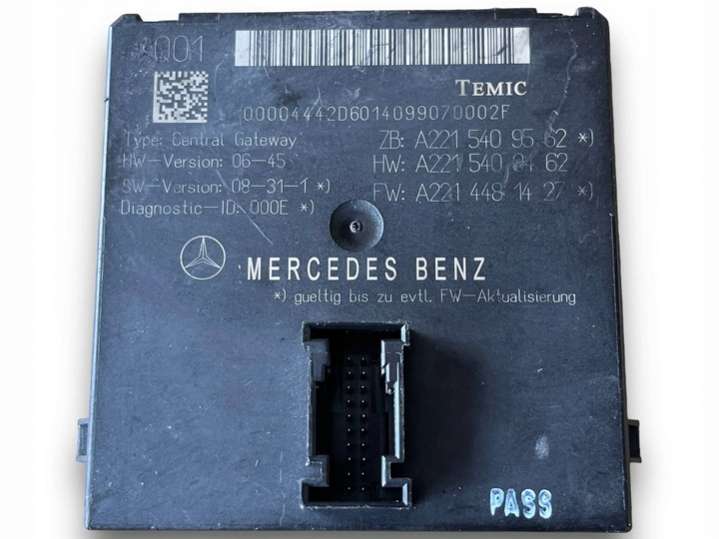 Q01
TEMIC
00004442D6014099070002F
Type: Central Gateway
ZB: A221 540 95 62 *)
HW-Version: 06-45
HW: A221 540 62
SW-Version: 08-31-1 *)
FW: A221 448 14 27 *)
Diagnostic-ID: 000E *)
MERCEDES BENZ
*) gueltig bis zu evtl. FW-Aktualisierung
PASS